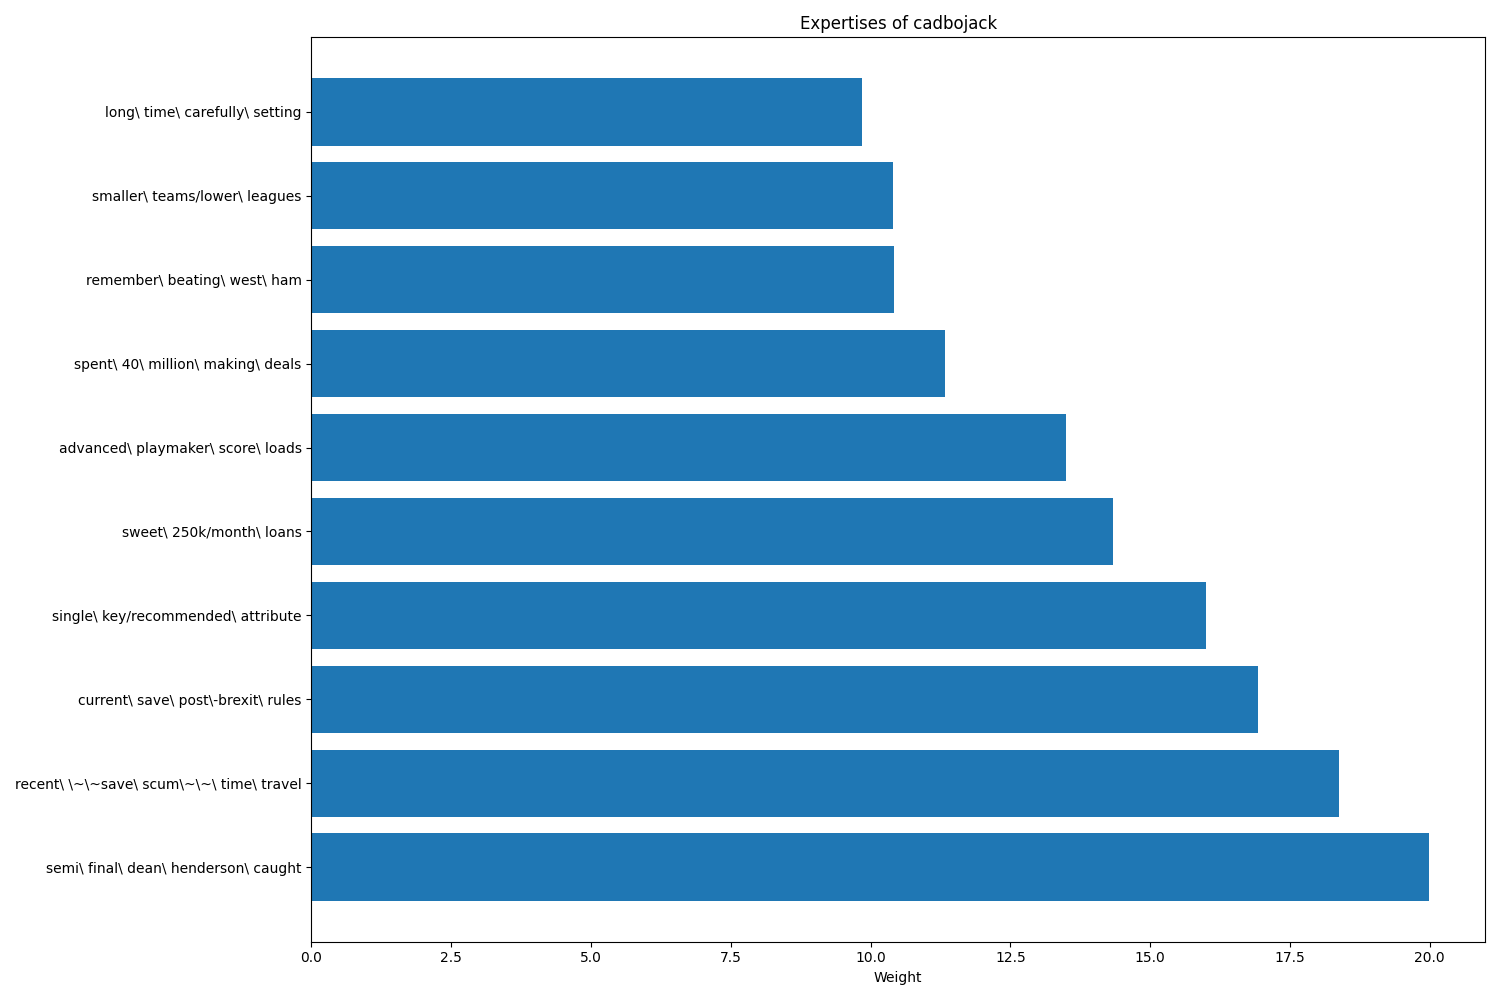 Expertises of cadbojack
long\ time\ carefully\ setting
smaller\ teams/lower\ leagues
remember\ beating\ west\ ham
spent\ 40\ million\ making\ deals
advanced\ playmaker\ score\ loads
sweet\ 250k/month\ loans
single\ key/recommended\ attribute
current\ save\ post\-brexit\ rules
recent\ \~\~save\ scum\~\~\ time\ travel
semi\ final\ dean\ henderson\ caught
0.0 2.5 5.0 7.5 10.0 12.5 15.0 17.5 20.0
Weight